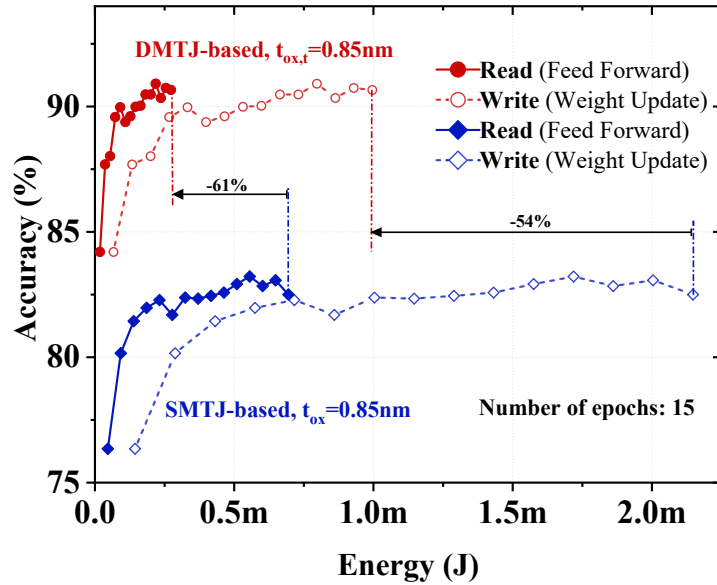 DMTJ-based, tox,t=0.85nm
Read (Feed Forward)
Write (Weight Update)
Read (Feed Forward)
Write (Weight Update)
-61%
-54%
SMTJ-based, tox=0.85nm
Number of epochs: 15
Accuracy (%)
90
85
80
75
0.0
0.5m
1.0m
1.5m
2.0m
Energy (J)